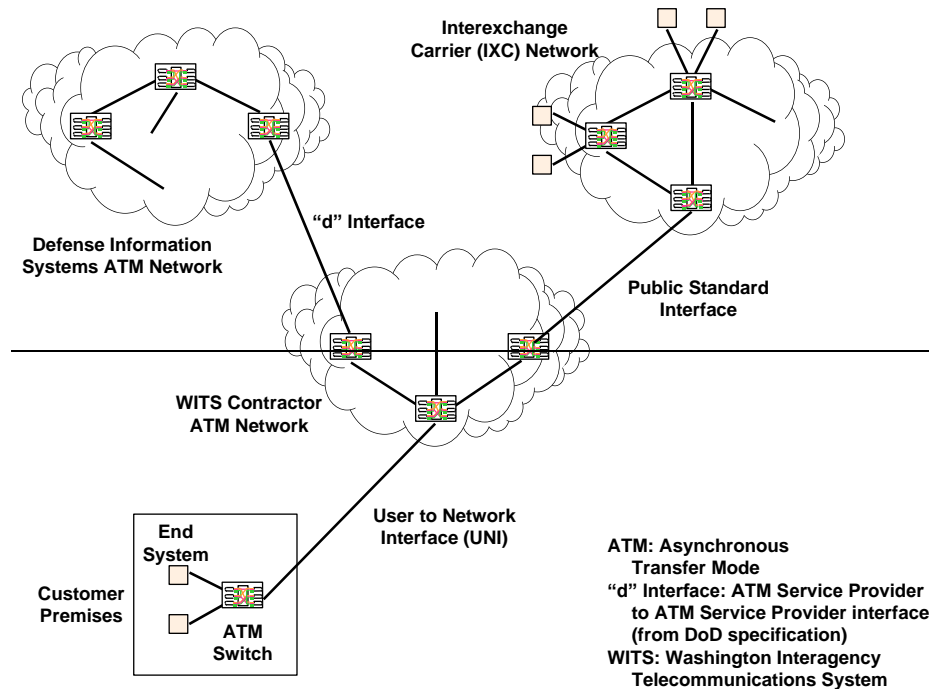 Interexchange
Carrier (IXC) Network
“d” Interface
Defense Information
Systems ATM Network
Public Standard
Interface
WITS Contractor
ATM Network
User to Network
Interface (UNI)
End
System
Customer
Premises
ATM
Switch
ATM: Asynchronous
Transfer Mode
“d” Interface: ATM Service Provider
to ATM Service Provider interface
(from DoD specification)
WITS: Washington Interagency
Telecommunications System